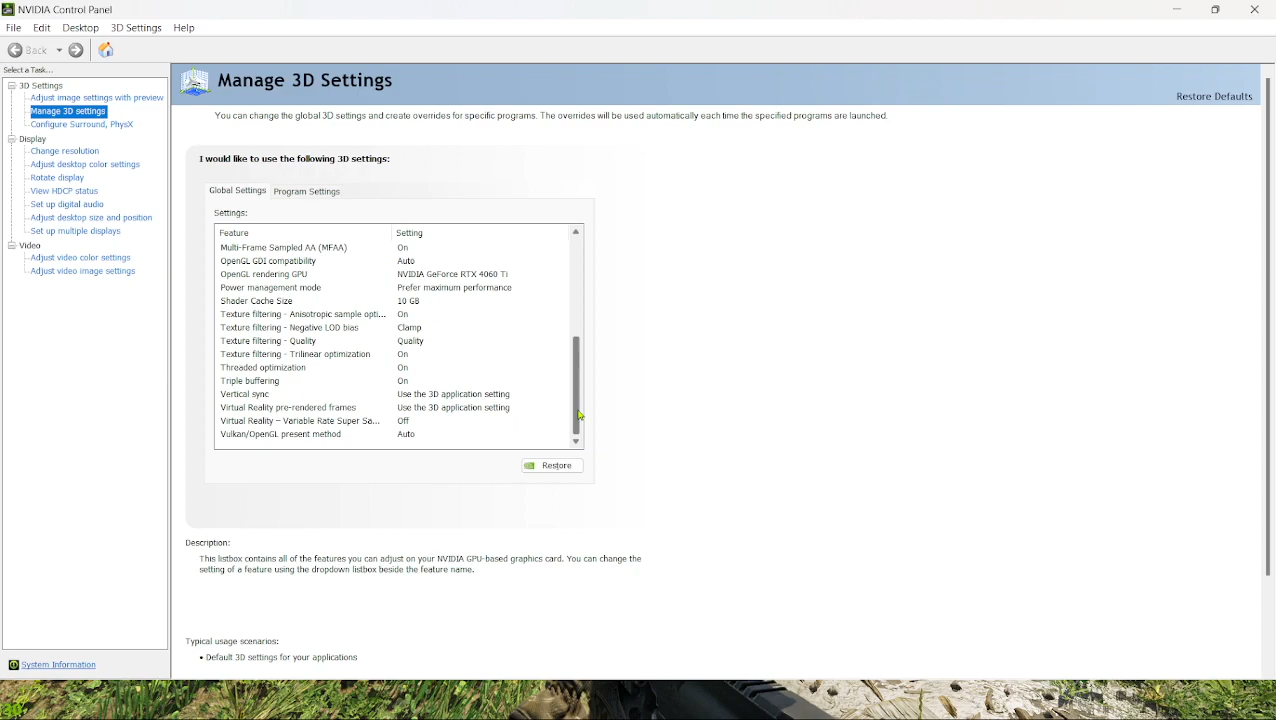 NVIDIA Control Panel
File Edit Desktop 3D Settings Help
Back
Select a Task...
3D Settings
Adjust image settings with preview
Manage 3D settings
Configure Surround, PhysX
Display
Change resolution
Adjust desktop color settings
Rotate display
View HDCP status
Set up digital audio
Adjust desktop size and position
Set up multiple displays
Video
Adjust video color settings
Adjust video image settings
System Information
Manage 3D Settings
Restore Defaults
You can change the global 3D settings and create overrides for specific programs. The overrides will be used automatically each time the specified programs are launched.
I would like to use the following 3D settings:
Global Settings Program Settings
Settings:
Feature Setting
Multi-Frame Sampled AA (MFAA) On
OpenGL GDI compatibility Auto
OpenGL rendering GPU NVIDIA GeForce RTX 4060 Ti
Power management mode Prefer maximum performance
Shader Cache Size 10 GB
Texture filtering - Anisotropic sample opti... On
Texture filtering - Negative LOD bias Clamp
Texture filtering - Quality Quality
Texture filtering - Trilinear optimization On
Threaded optimization On
Triple buffering On
Vertical sync Use the 3D application setting
Virtual Reality pre-rendered frames Use the 3D application setting
Virtual Reality – Variable Rate Super Sa... Off
Vulkan/OpenGL present method Auto
Restore
Description:
This listbox contains all of the features you can adjust on your NVIDIA GPU-based graphics card. You can change the
setting of a feature using the dropdown listbox beside the feature name.
Typical usage scenarios:
• Default 3D settings for your applications